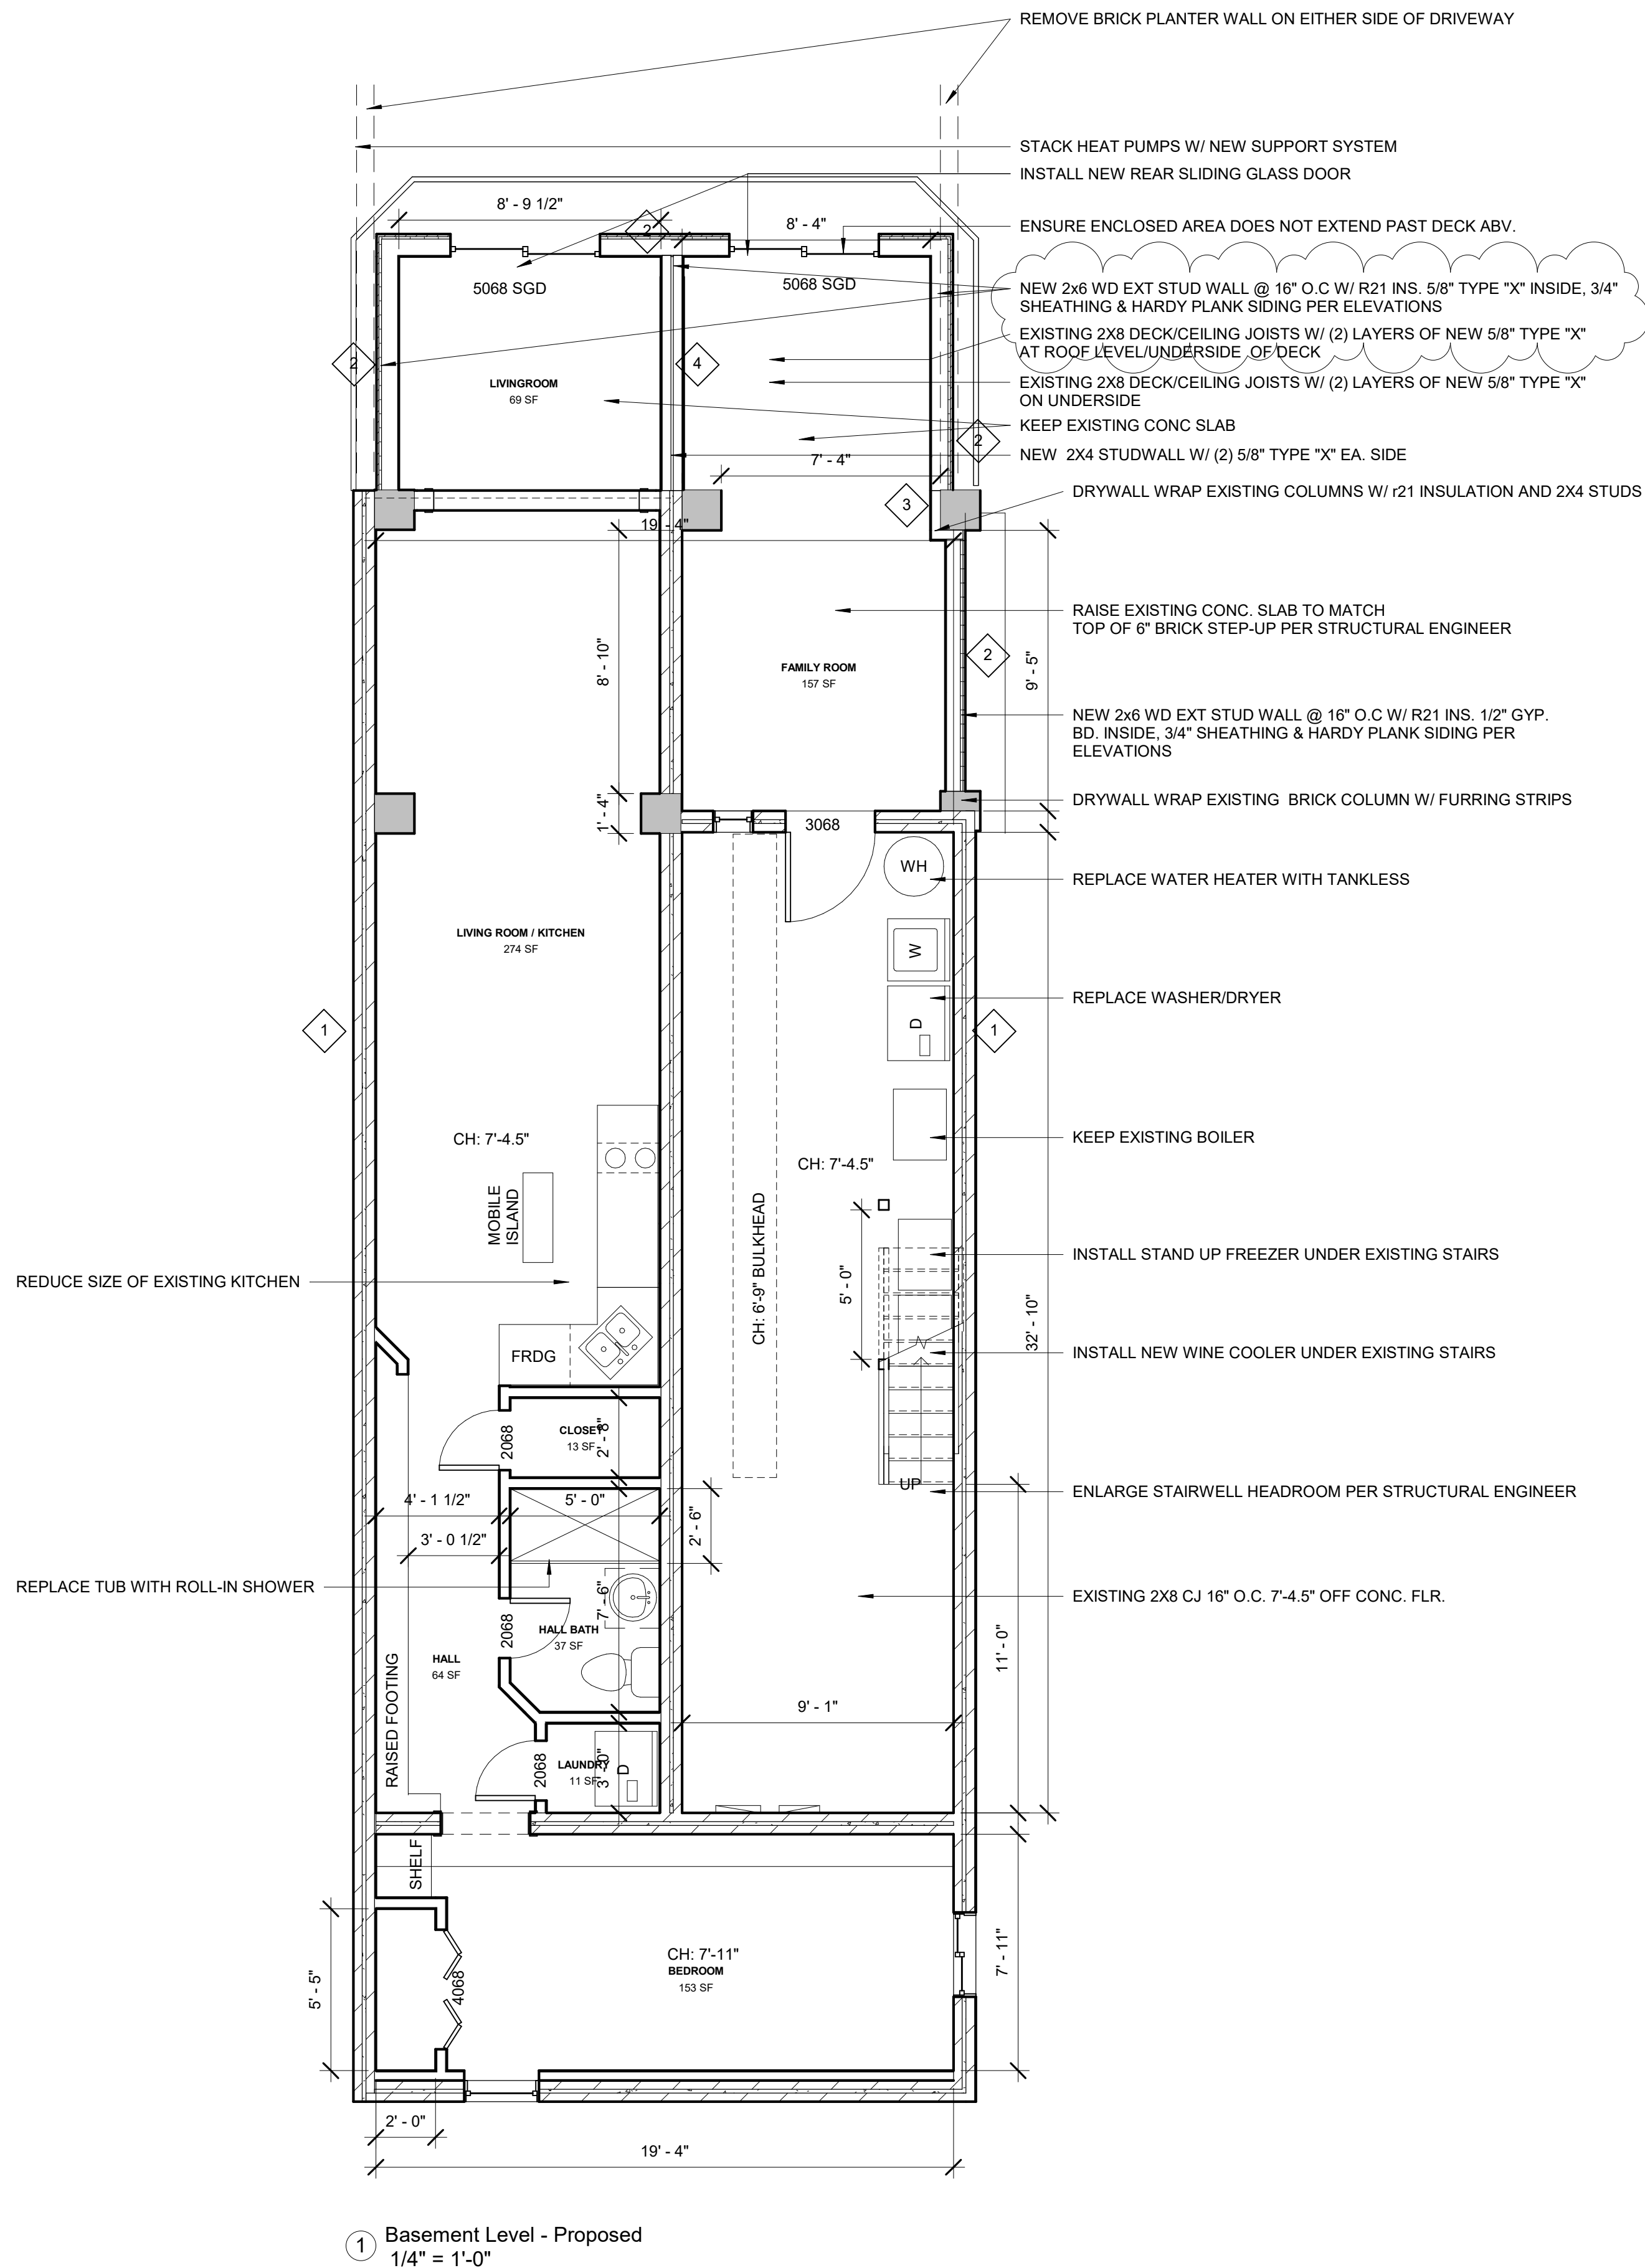 REMOVE BRICK PLANTER WALL ON EITHER SIDE OF DRIVEWAY
STACK HEAT PUMPS W/ NEW SUPPORT SYSTEM
INSTALL NEW REAR SLIDING GLASS DOOR
8' - 9 1/2"
8' - 4"
2
ENSURE ENCLOSED AREA DOES NOT EXTEND PAST DECK ABV.
5068 SGD
5068 SGD
NEW 2x6 WD EXT STUD WALL @ 16" O.C W/ R21 INS. 5/8" TYPE "X" INSIDE, 3/4"
SHEATHING & HARDY PLANK SIDING PER ELEVATIONS
EXISTING 2X8 DECK/CEILING JOISTS W/ (2) LAYERS OF NEW 5/8" TYPE "X"
AT ROOF LEVEL/UNDERSIDE OF DECK
2
4
LIVINGROOM
69 SF
EXISTING 2X8 DECK/CEILING JOISTS W/ (2) LAYERS OF NEW 5/8" TYPE "X"
ON UNDERSIDE
KEEP EXISTING CONC SLAB
2
NEW 2X4 STUDWALL W/ (2) 5/8" TYPE "X" EA. SIDE
7' - 4"
DRYWALL WRAP EXISTING COLUMNS W/ r21 INSULATION AND 2X4 STUDS
3
19' - 4"
RAISE EXISTING CONC. SLAB TO MATCH
TOP OF 6" BRICK STEP-UP PER STRUCTURAL ENGINEER
8' - 10"
FAMILY ROOM
157 SF
2
9' - 5"
NEW 2x6 WD EXT STUD WALL @ 16" O.C W/ R21 INS. 1/2" GYP.
BD. INSIDE, 3/4" SHEATHING & HARDY PLANK SIDING PER
ELEVATIONS
DRYWALL WRAP EXISTING BRICK COLUMN W/ FURRING STRIPS
1' - 4"
3068
WH
REPLACE WATER HEATER WITH TANKLESS
LIVING ROOM / KITCHEN
274 SF
W
REPLACE WASHER/DRYER
D
1
1
CH: 7'-4.5"
KEEP EXISTING BOILER
CH: 7'-4.5"
MOBILE
ISLAND
CH: 6'-9" BULKHEAD
5' - 0"
INSTALL STAND UP FREEZER UNDER EXISTING STAIRS
REDUCE SIZE OF EXISTING KITCHEN
32' - 10"
FRDG
INSTALL NEW WINE COOLER UNDER EXISTING STAIRS
2068
CLOSET
13 SF
2' - 8"
UP
ENLARGE STAIRWELL HEADROOM PER STRUCTURAL ENGINEER
4' - 1 1/2"
5' - 0"
2' - 6"
3' - 0 1/2"
REPLACE TUB WITH ROLL-IN SHOWER
EXISTING 2X8 CJ 16" O.C. 7'-4.5" OFF CONC. FLR.
7' - 6"
2068
HALL BATH
37 SF
HALL
64 SF
11' - 0"
RAISED FOOTING
9' - 1"
2068
LAUNDRY
11 SF
3' - 0"
D
SHELF
CH: 7'-11"
BEDROOM
153 SF
7' - 11"
5' - 5"
4068
2' - 0"
19' - 4"
1
Basement Level - Proposed
1/4" = 1'-0"